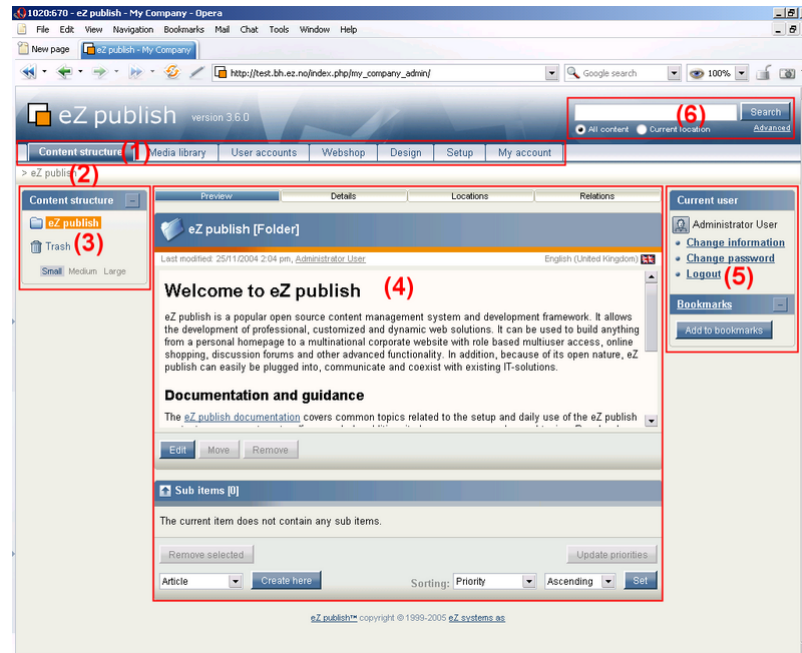 1020:670 - eZ publish - My Company - Opera
File Edit View Navigation Bookmarks Mail Chat Tools Window Help
New page eZ publish - My Company
http://test.bh.ez.no/index.php/my_company_admin/ Google search 100%
eZ publish version 3.6.0
(6) Search
All content Current location Advanced
Content structure (1) Media library User accounts Webshop Design Setup My account
> eZ publish (2)
Content structure
eZ publish
Trash (3)
Small Medium Large
Preview Details Locations Relations
eZ publish [Folder]
Last modified: 25/11/2004 2:04 pm, Administrator User English (United Kingdom)
Welcome to eZ publish (4)
eZ publish is a popular open source content management system and development framework. It allows
the development of professional, customized and dynamic web solutions. It can be used to build anything
from a personal homepage to a multinational corporate website with role based multiuser access, online
shopping, discussion forums and other advanced functionality. In addition, because of its open nature, eZ
publish can easily be plugged into, communicate and coexist with existing IT-solutions.
Documentation and guidance
The eZ publish documentation covers common topics related to the setup and daily use of the eZ publish
Edit Move Remove
Sub items [0]
The current item does not contain any sub items.
Remove selected Update priorities
Article Create here Sorting: Priority Ascending Set
Current user
Administrator User
Change information
Change password
Logout (5)
Bookmarks
Add to bookmarks
eZ publish™ copyright © 1999-2005 eZ systems as